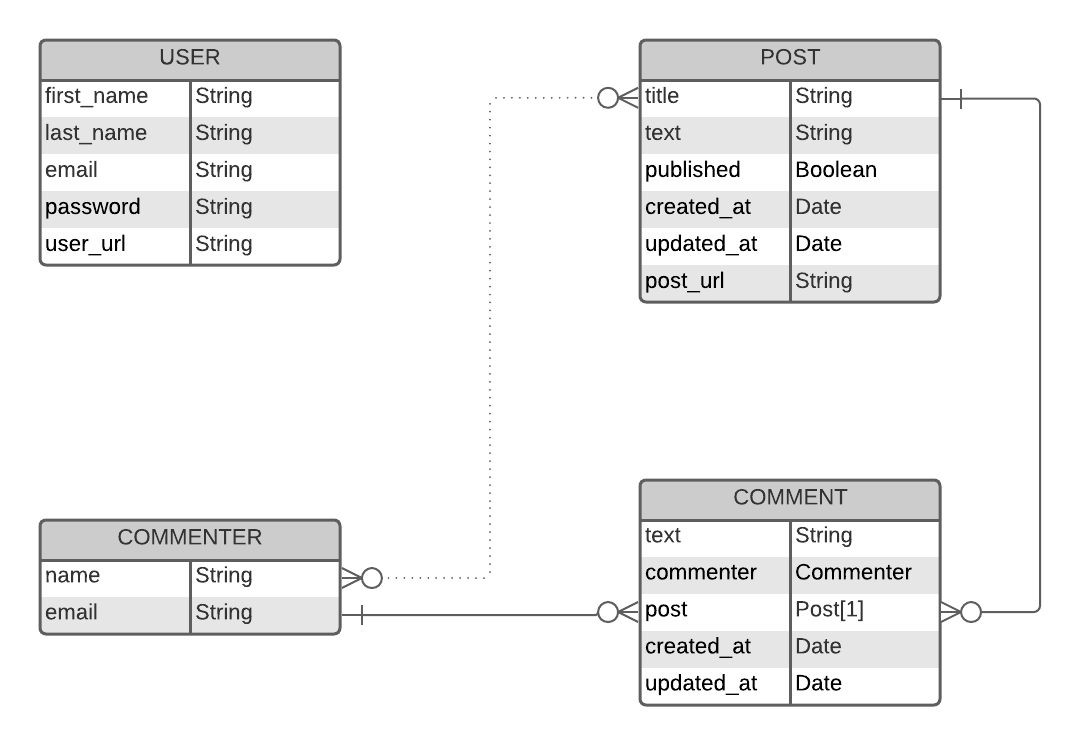 USER
first_name String
last_name String
email String
password String
user_url String
POST
title String
text String
published Boolean
created_at Date
updated_at Date
post_url String
COMMENTER
name String
email String
COMMENT
text String
commenter Commenter
post Post[1]
created_at Date
updated_at Date